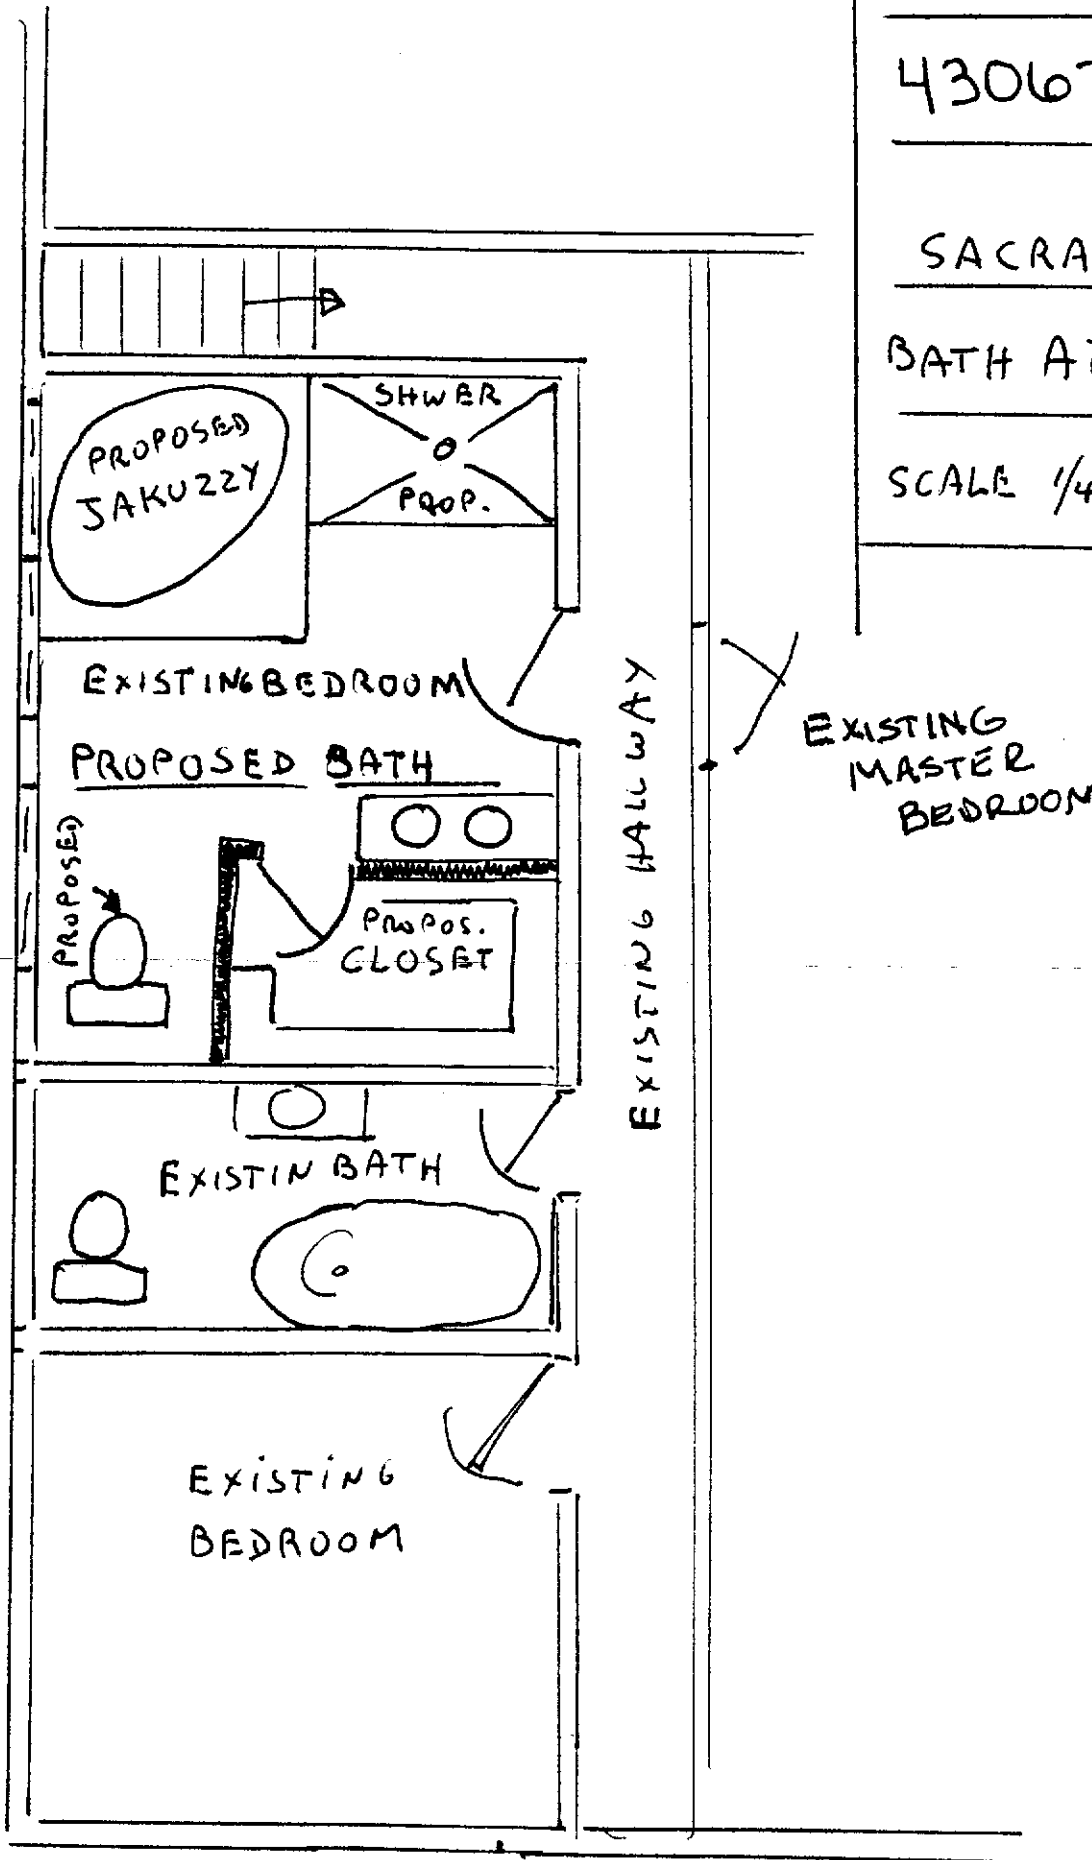 4306
SACRA
BATH A
SCALE 1/4
SHWER
PROP.
PROPOSED
JAKUZZY
EXISTING BEDROOM
PROPOSED BATH
PROPOSED
PROPOS.
CLOSET
EXISTING HALLWAY
EXISTING
MASTER
BEDROOM
EXISTIN BATH
EXISTING
BEDROOM